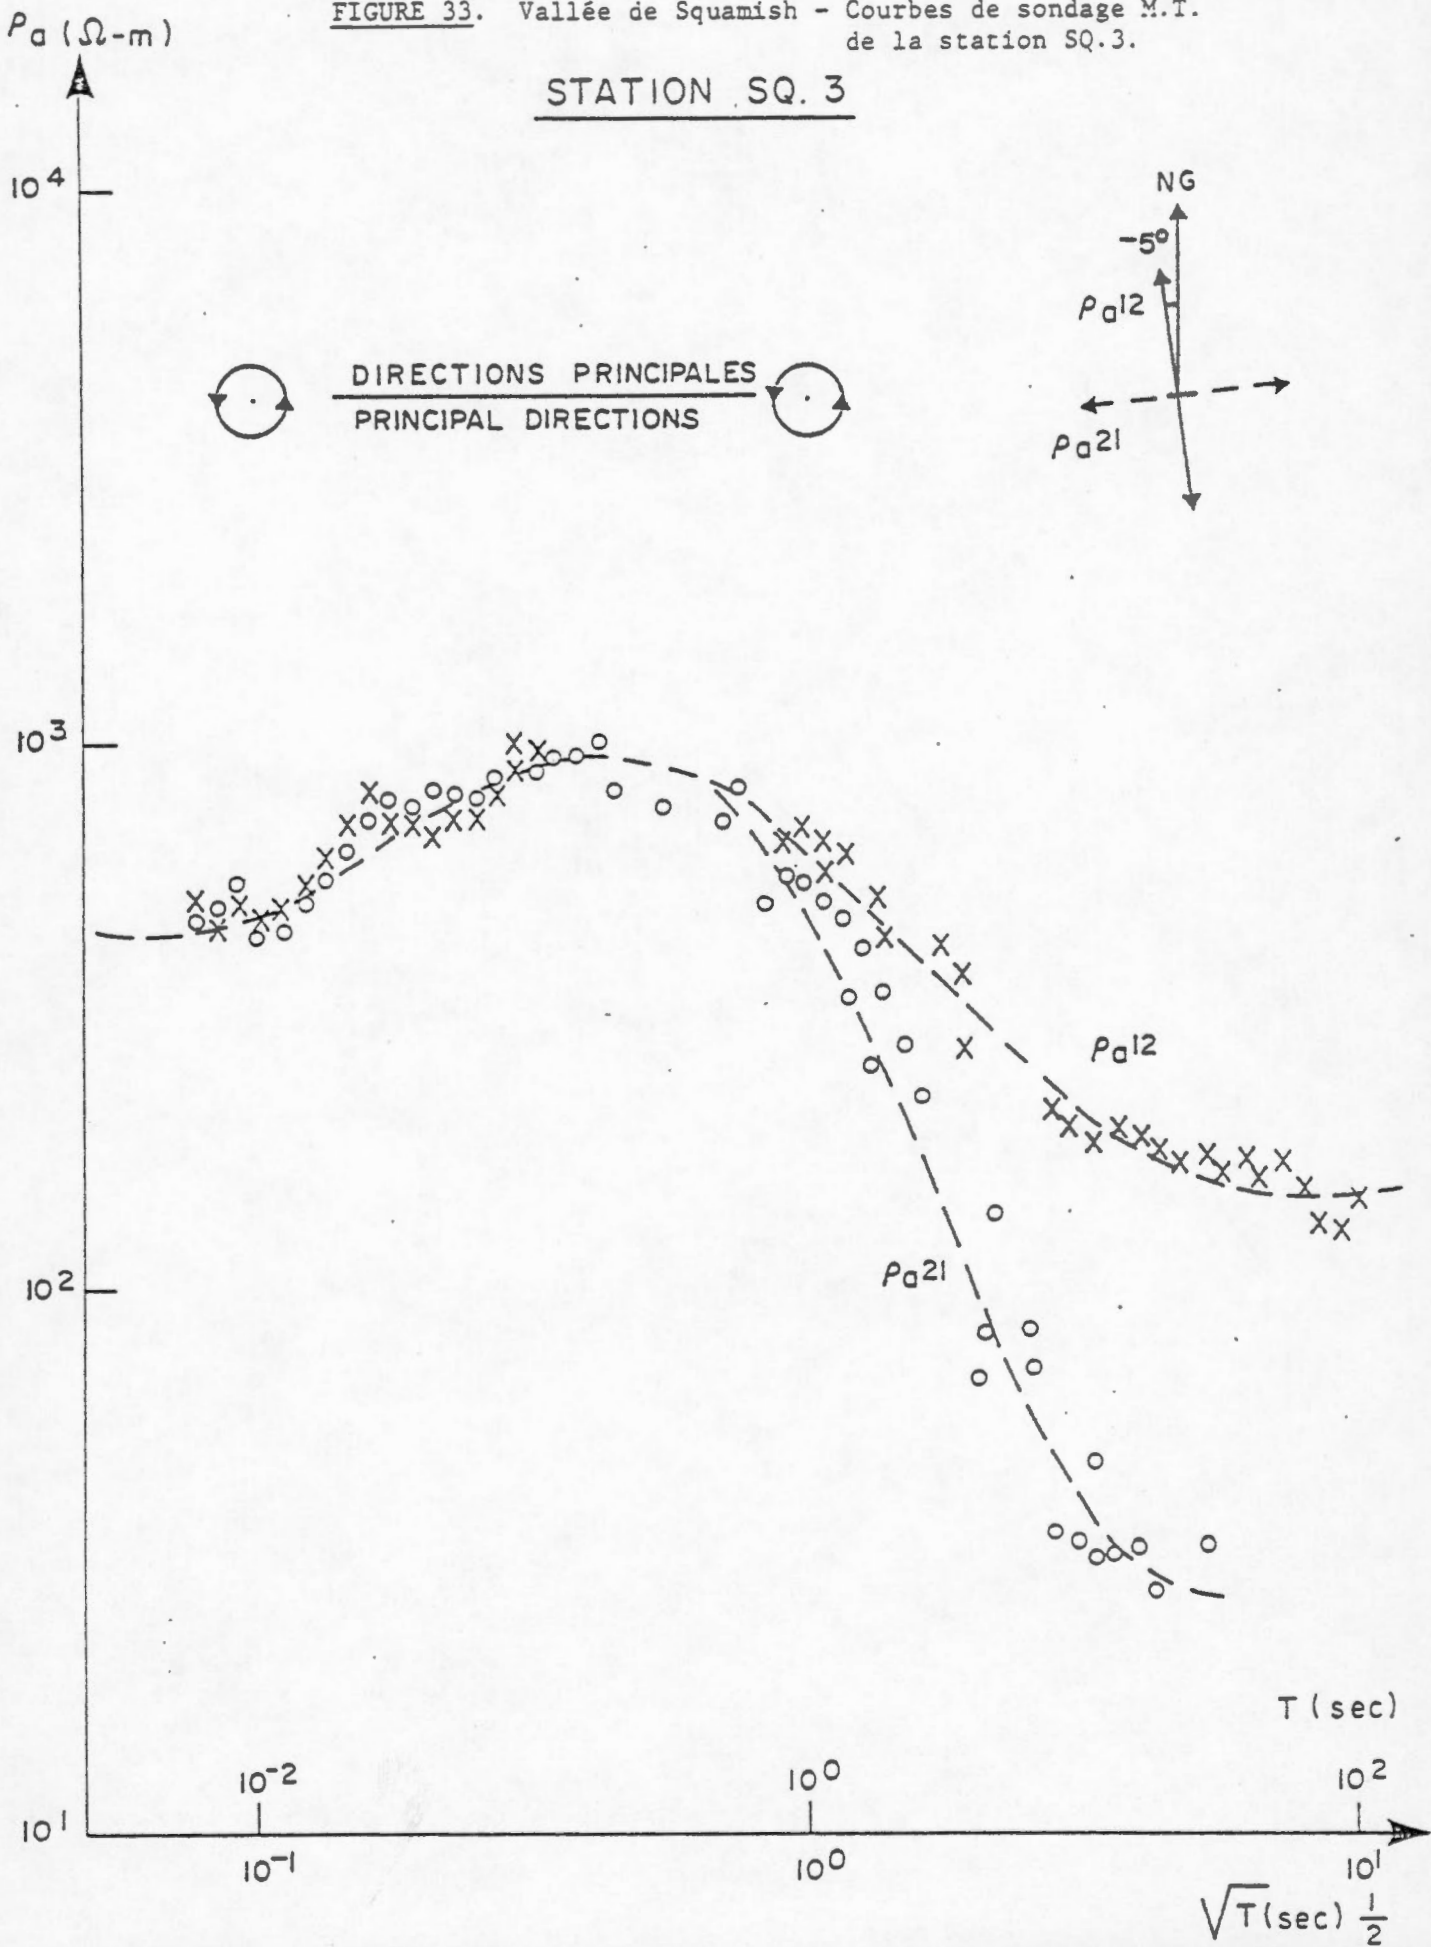 FIGURE 33. Vallée de Squamish - Courbes de sondage M.T.
de la station SQ.3.
ρa (Ω-m)
STATION SQ. 3
10⁴
NG
-5°
ρa12
DIRECTIONS PRINCIPALES
PRINCIPAL DIRECTIONS
ρa21
10³
ρa12
ρa21
10²
T (sec)
10⁻² 10⁰ 10²
10¹
10⁻¹ 10⁰ 10¹
√T(sec) 1/2